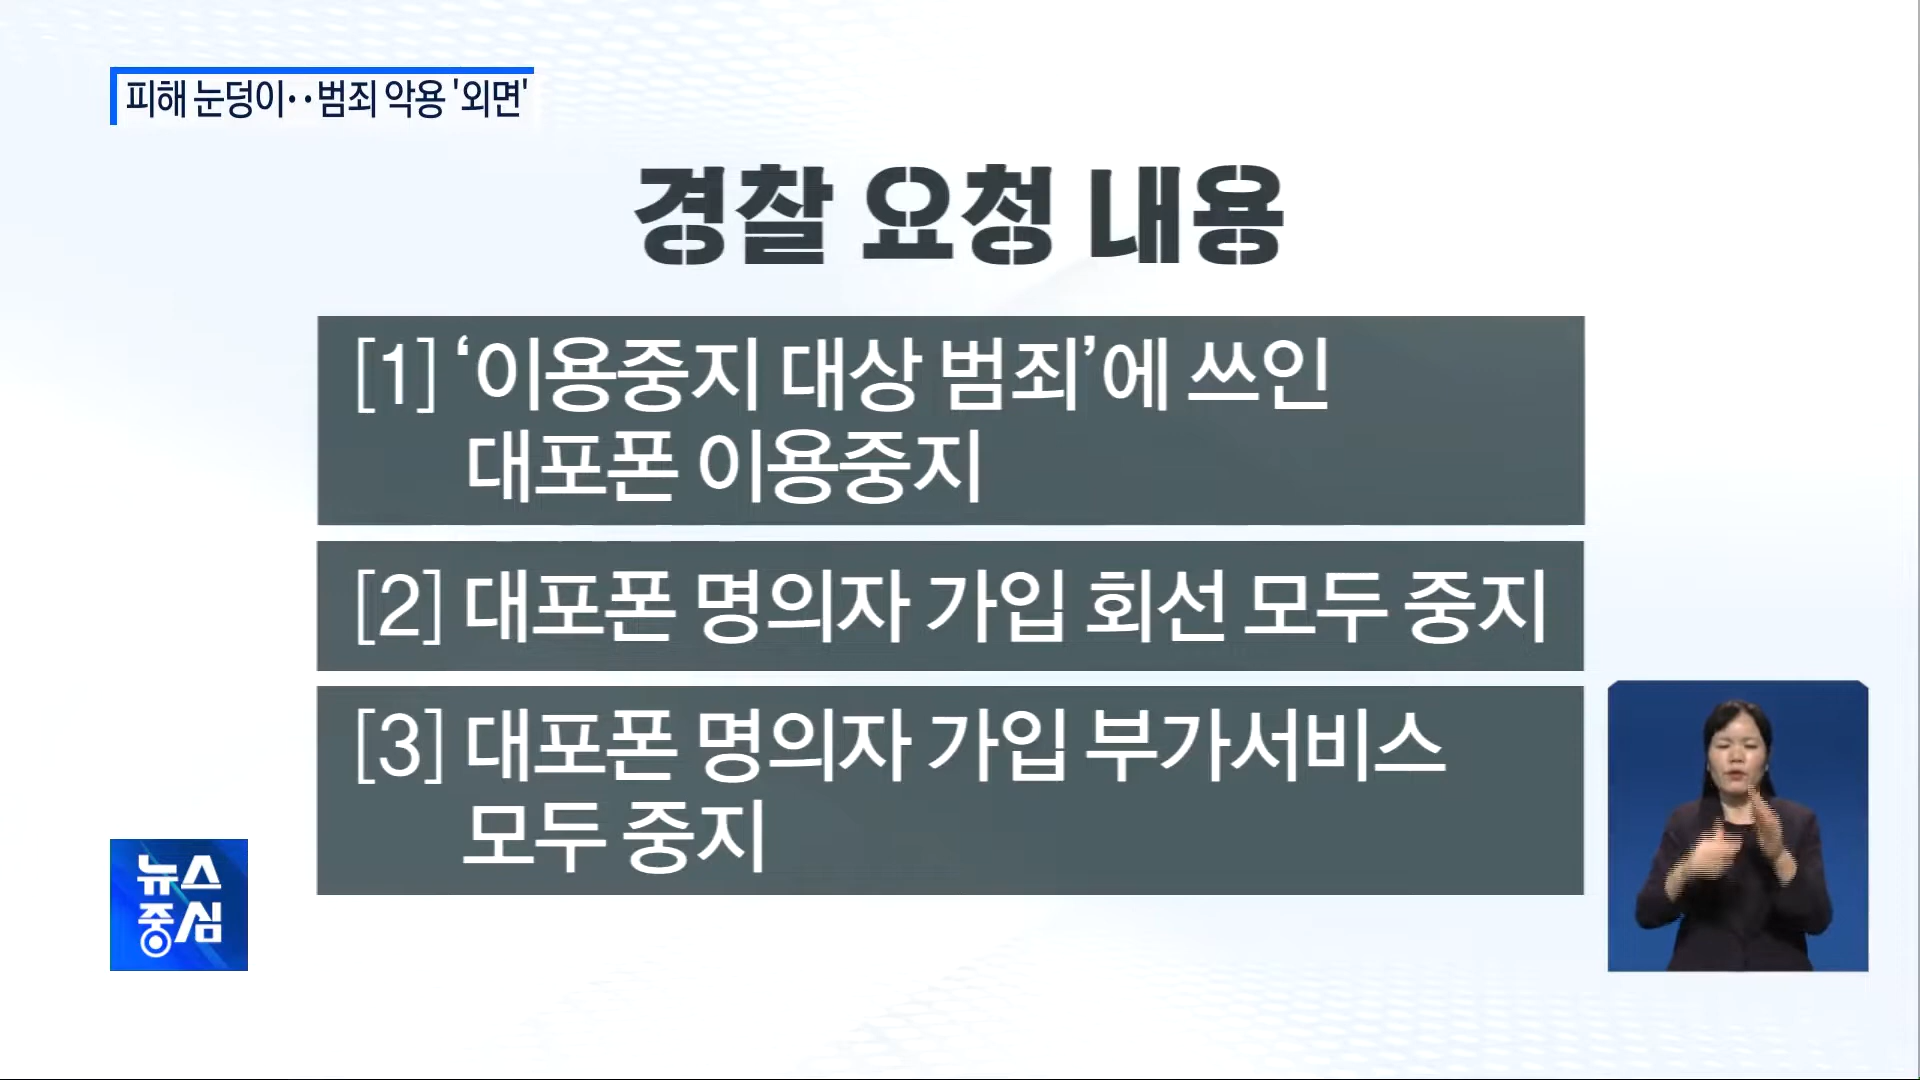 피해 눈덩이‥범죄 악용 '외면'
경찰 요청 내용
[1] ‘이용중지 대상 범죄’에 쓰인
대포폰 이용중지
[2] 대포폰 명의자 가입 회선 모두 중지
[3] 대포폰 명의자 가입 부가서비스
모두 중지
뉴스
중심